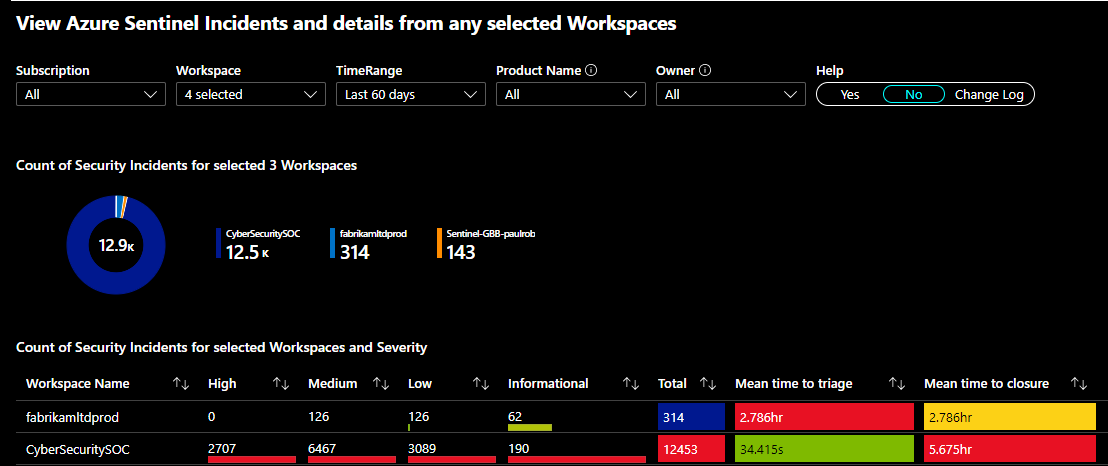 View Azure Sentinel Incidents and details from any selected Workspaces
Subscription Workspace TimeRange Product Name Owner Help
All 4 selected Last 60 days All All Yes No Change Log
Count of Security Incidents for selected 3 Workspaces
12.9K
CyberSecuritySOC fabrikamltdprod Sentinel-GBB-paulrob
12.5 K 314 143
Count of Security Incidents for selected Workspaces and Severity
Workspace Name High Medium Low Informational Total Mean time to triage Mean time to closure
fabrikamltdprod 0 126 126 62 314 2.786hr 2.786hr
CyberSecuritySOC 2707 6467 3089 190 12453 34.415s 5.675hr